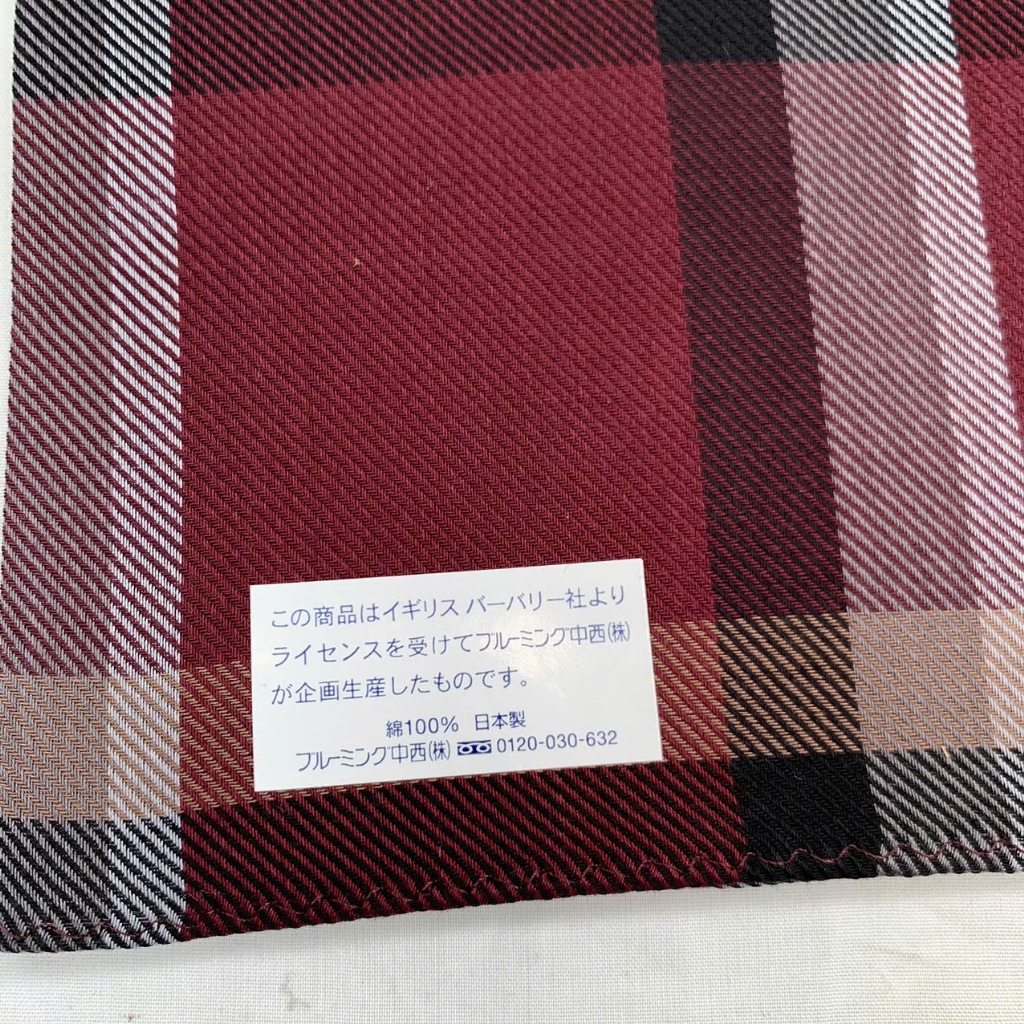 この商品はイギリス バーバリー社より
ライセンスを受けてブルーミング中西㈱
が企画生産したものです。
綿100% 日本製
ブルーミング中西㈱ 0120-030-632